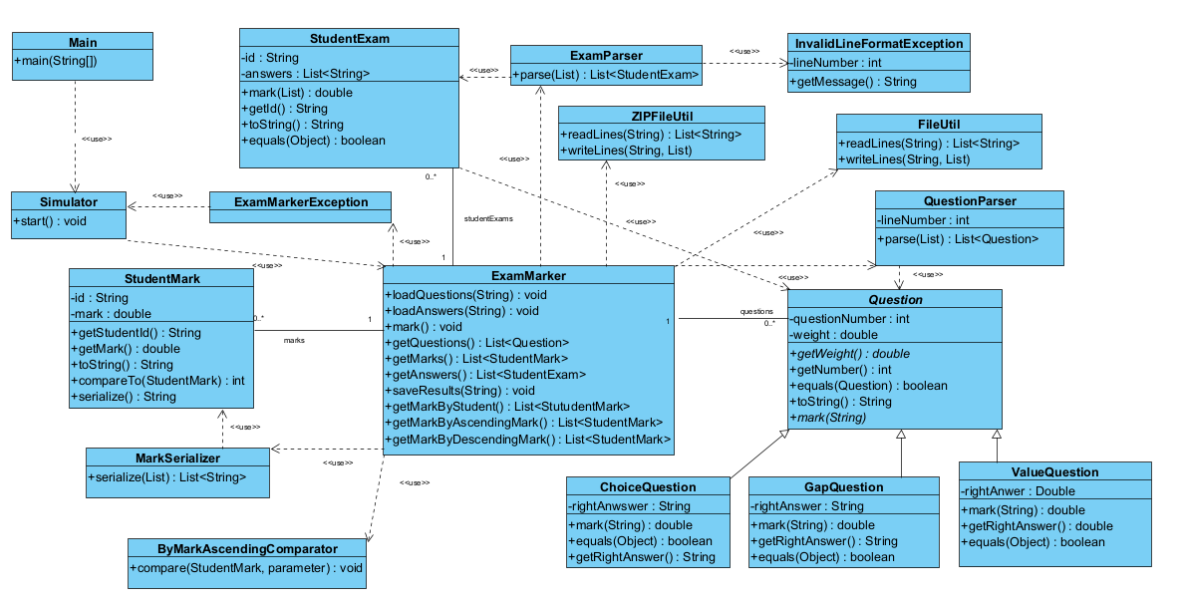 Main
+main(String[])
<<use>>
StudentExam
-id : String
-answers : List<String>
+mark(List) : double
+getId() : String
+toString() : String
+equals(Object) : boolean
<<use>>
ExamParser
+parse(List) : List<StudentExam>
<<use>>
InvalidLineFormatException
-lineNumber : int
+getMessage() : String
ZIPFileUtil
+readLines(String) : List<String>
+writeLines(String, List)
FileUtil
+readLines(String) : List<String>
+writeLines(String, List)
<<use>>
<<use>>
<<use>>
<<use>>
0..*
studentExams
1
Simulator
+start() : void
<<use>>
ExamMarkerException
<<use>>
<<use>>
QuestionParser
-lineNumber : int
+parse(List) : List<Question>
<<use>>
<<use>>
StudentMark
-id : String
-mark : double
+getStudentId() : String
+getMark() : double
+toString() : String
+compareTo(StudentMark) : int
+serialize() : String
0..*
1
marks
ExamMarker
+loadQuestions(String) : void
+loadAnswers(String) : void
+mark() : void
+getQuestions() : List<Question>
+getMarks() : List<StudentMark>
+getAnswers() : List<StudentExam>
+saveResults(String) : void
+getMarkByStudent() : List<StutudentMark>
+getMarkByAscendingMark() : List<StudentMark>
+getMarkByDescendingMark() : List<StudentMark>
1
questions
0..*
Question
-questionNumber : int
-weight : double
+getWeight() : double
+getNumber() : int
+equals(Question) : boolean
+toString() : String
+mark(String)
<<use>>
MarkSerializer
+serialize(List) : List<String>
<<use>>
<<use>>
ByMarkAscendingComparator
+compare(StudentMark, parameter) : void
ChoiceQuestion
-rightAnwswer : String
+mark(String) : double
+equals(Object) : boolean
+getRightAnswer() : String
GapQuestion
-rightAnswer : String
+mark(String) : double
+getRightAnswer() : String
+equals(Object) : boolean
ValueQuestion
-rightAnwer : Double
+mark(String) : double
+getRightAnswer() : double
+equals(Object) : boolean